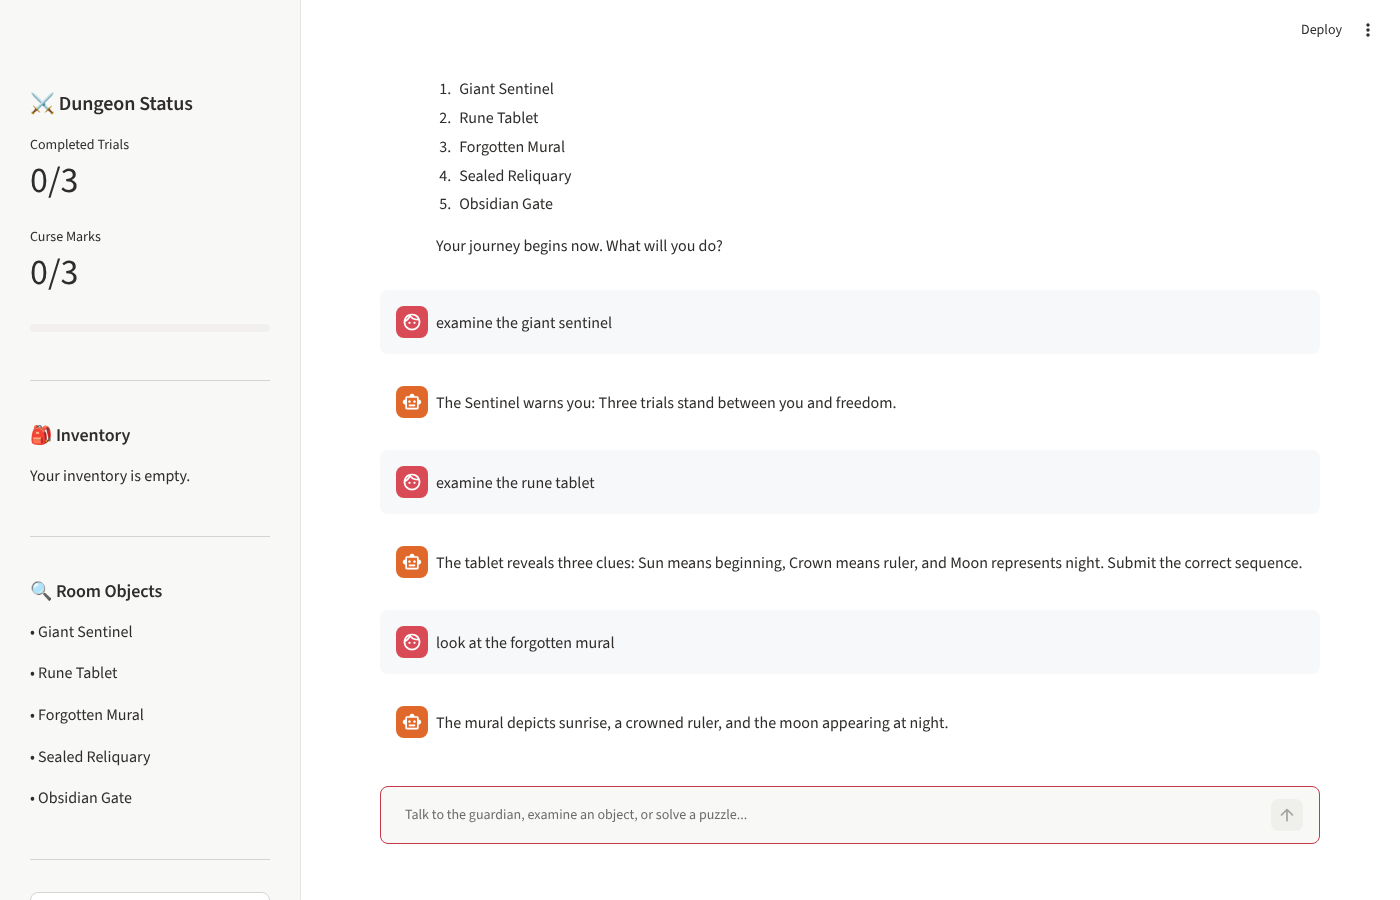 Deploy
⚔️ Dungeon Status
Completed Trials
0/3
Curse Marks
0/3
🎒 Inventory
Your inventory is empty.
🔍 Room Objects
• Giant Sentinel
• Rune Tablet
• Forgotten Mural
• Sealed Reliquary
• Obsidian Gate
1. Giant Sentinel
2. Rune Tablet
3. Forgotten Mural
4. Sealed Reliquary
5. Obsidian Gate
Your journey begins now. What will you do?
examine the giant sentinel
The Sentinel warns you: Three trials stand between you and freedom.
examine the rune tablet
The tablet reveals three clues: Sun means beginning, Crown means ruler, and Moon represents night. Submit the correct sequence.
look at the forgotten mural
The mural depicts sunrise, a crowned ruler, and the moon appearing at night.
Talk to the guardian, examine an object, or solve a puzzle...